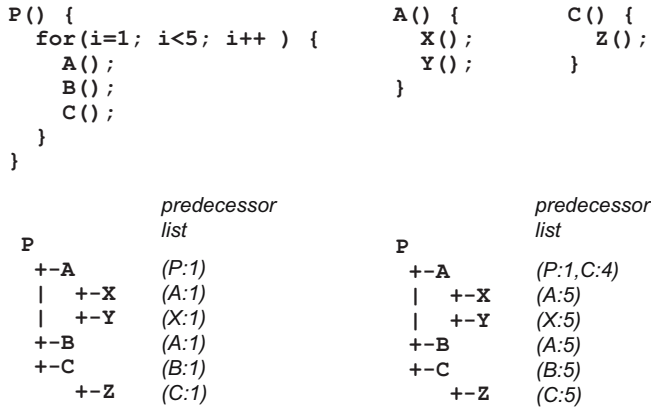 P() {
for(i=1; i<5; i++ ) {
A();
B();
C();
}
}
A() {
X();
Y();
}
C() {
Z();
}
predecessor
list
P
+-A (P:1)
| +-X (A:1)
| +-Y (X:1)
+-B (A:1)
+-C (B:1)
+-Z (C:1)
predecessor
list
P
+-A (P:1,C:4)
| +-X (A:5)
| +-Y (X:5)
+-B (A:5)
+-C (B:5)
+-Z (C:5)